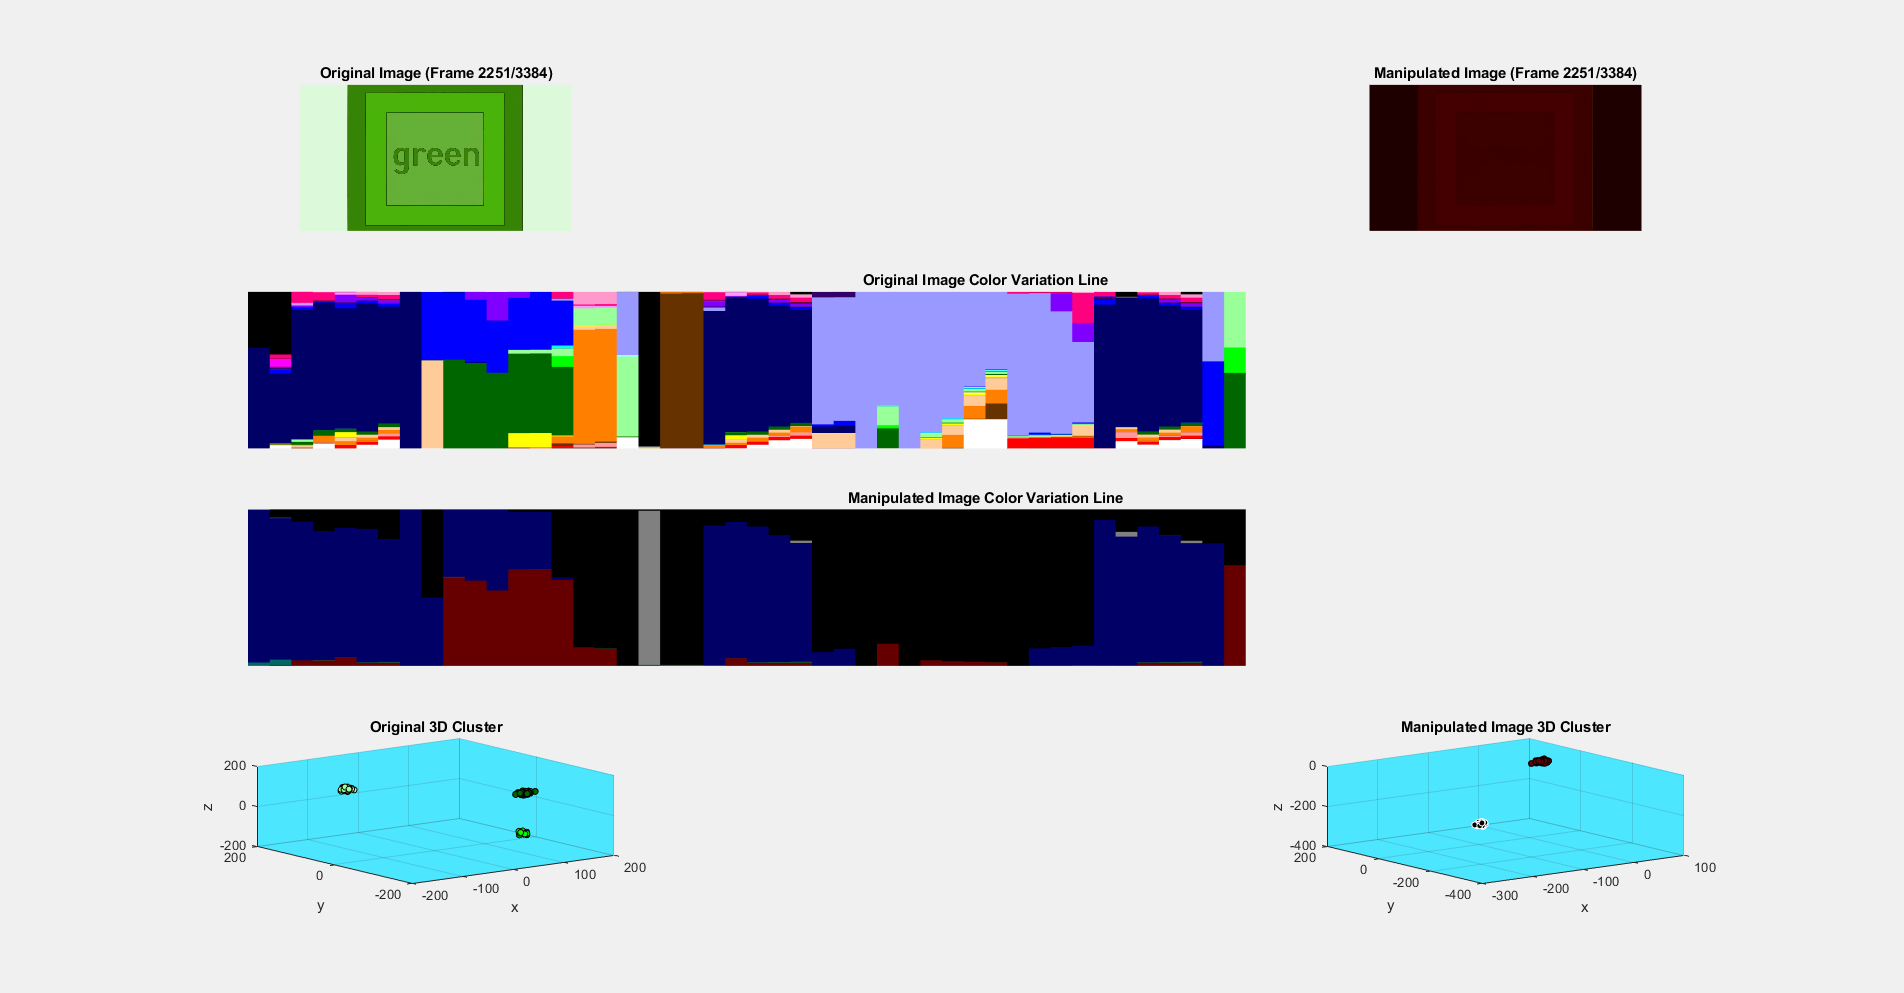 Original Image (Frame 2251/3384)
Manipulated Image (Frame 2251/3384)
green
Original Image Color Variation Line
Manipulated Image Color Variation Line
Original 3D Cluster
200
0
-200
z
200
0
-200
y
-200
-100
0
100
200
x
Manipulated Image 3D Cluster
0
-200
-400
z
200
0
-200
-400
y
-300
-200
-100
0
100
x